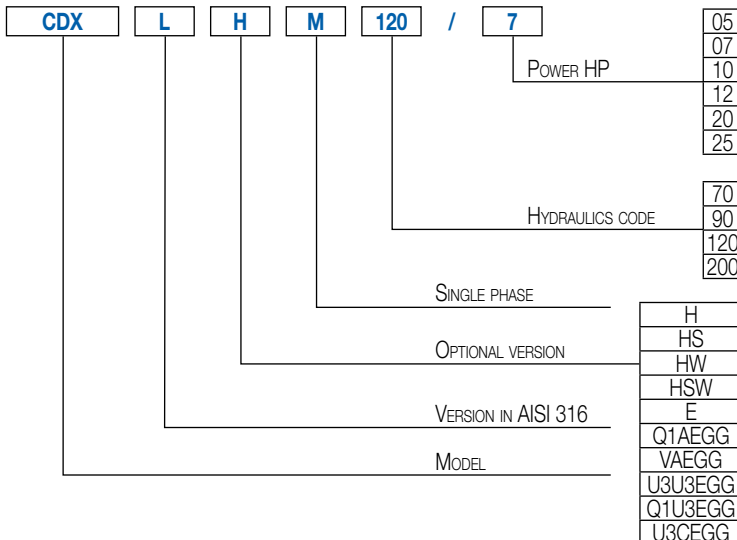 CDX L H M 120 / 7
05
07
Power HP 10
12
20
25
70
Hydraulics code 90
120
200
Single phase
H
HS
Optional version HW
HSW
Version in AISI 316 E
Q1AEGG
Model VAEGG
U3U3EGG
Q1U3EGG
U3CEGG